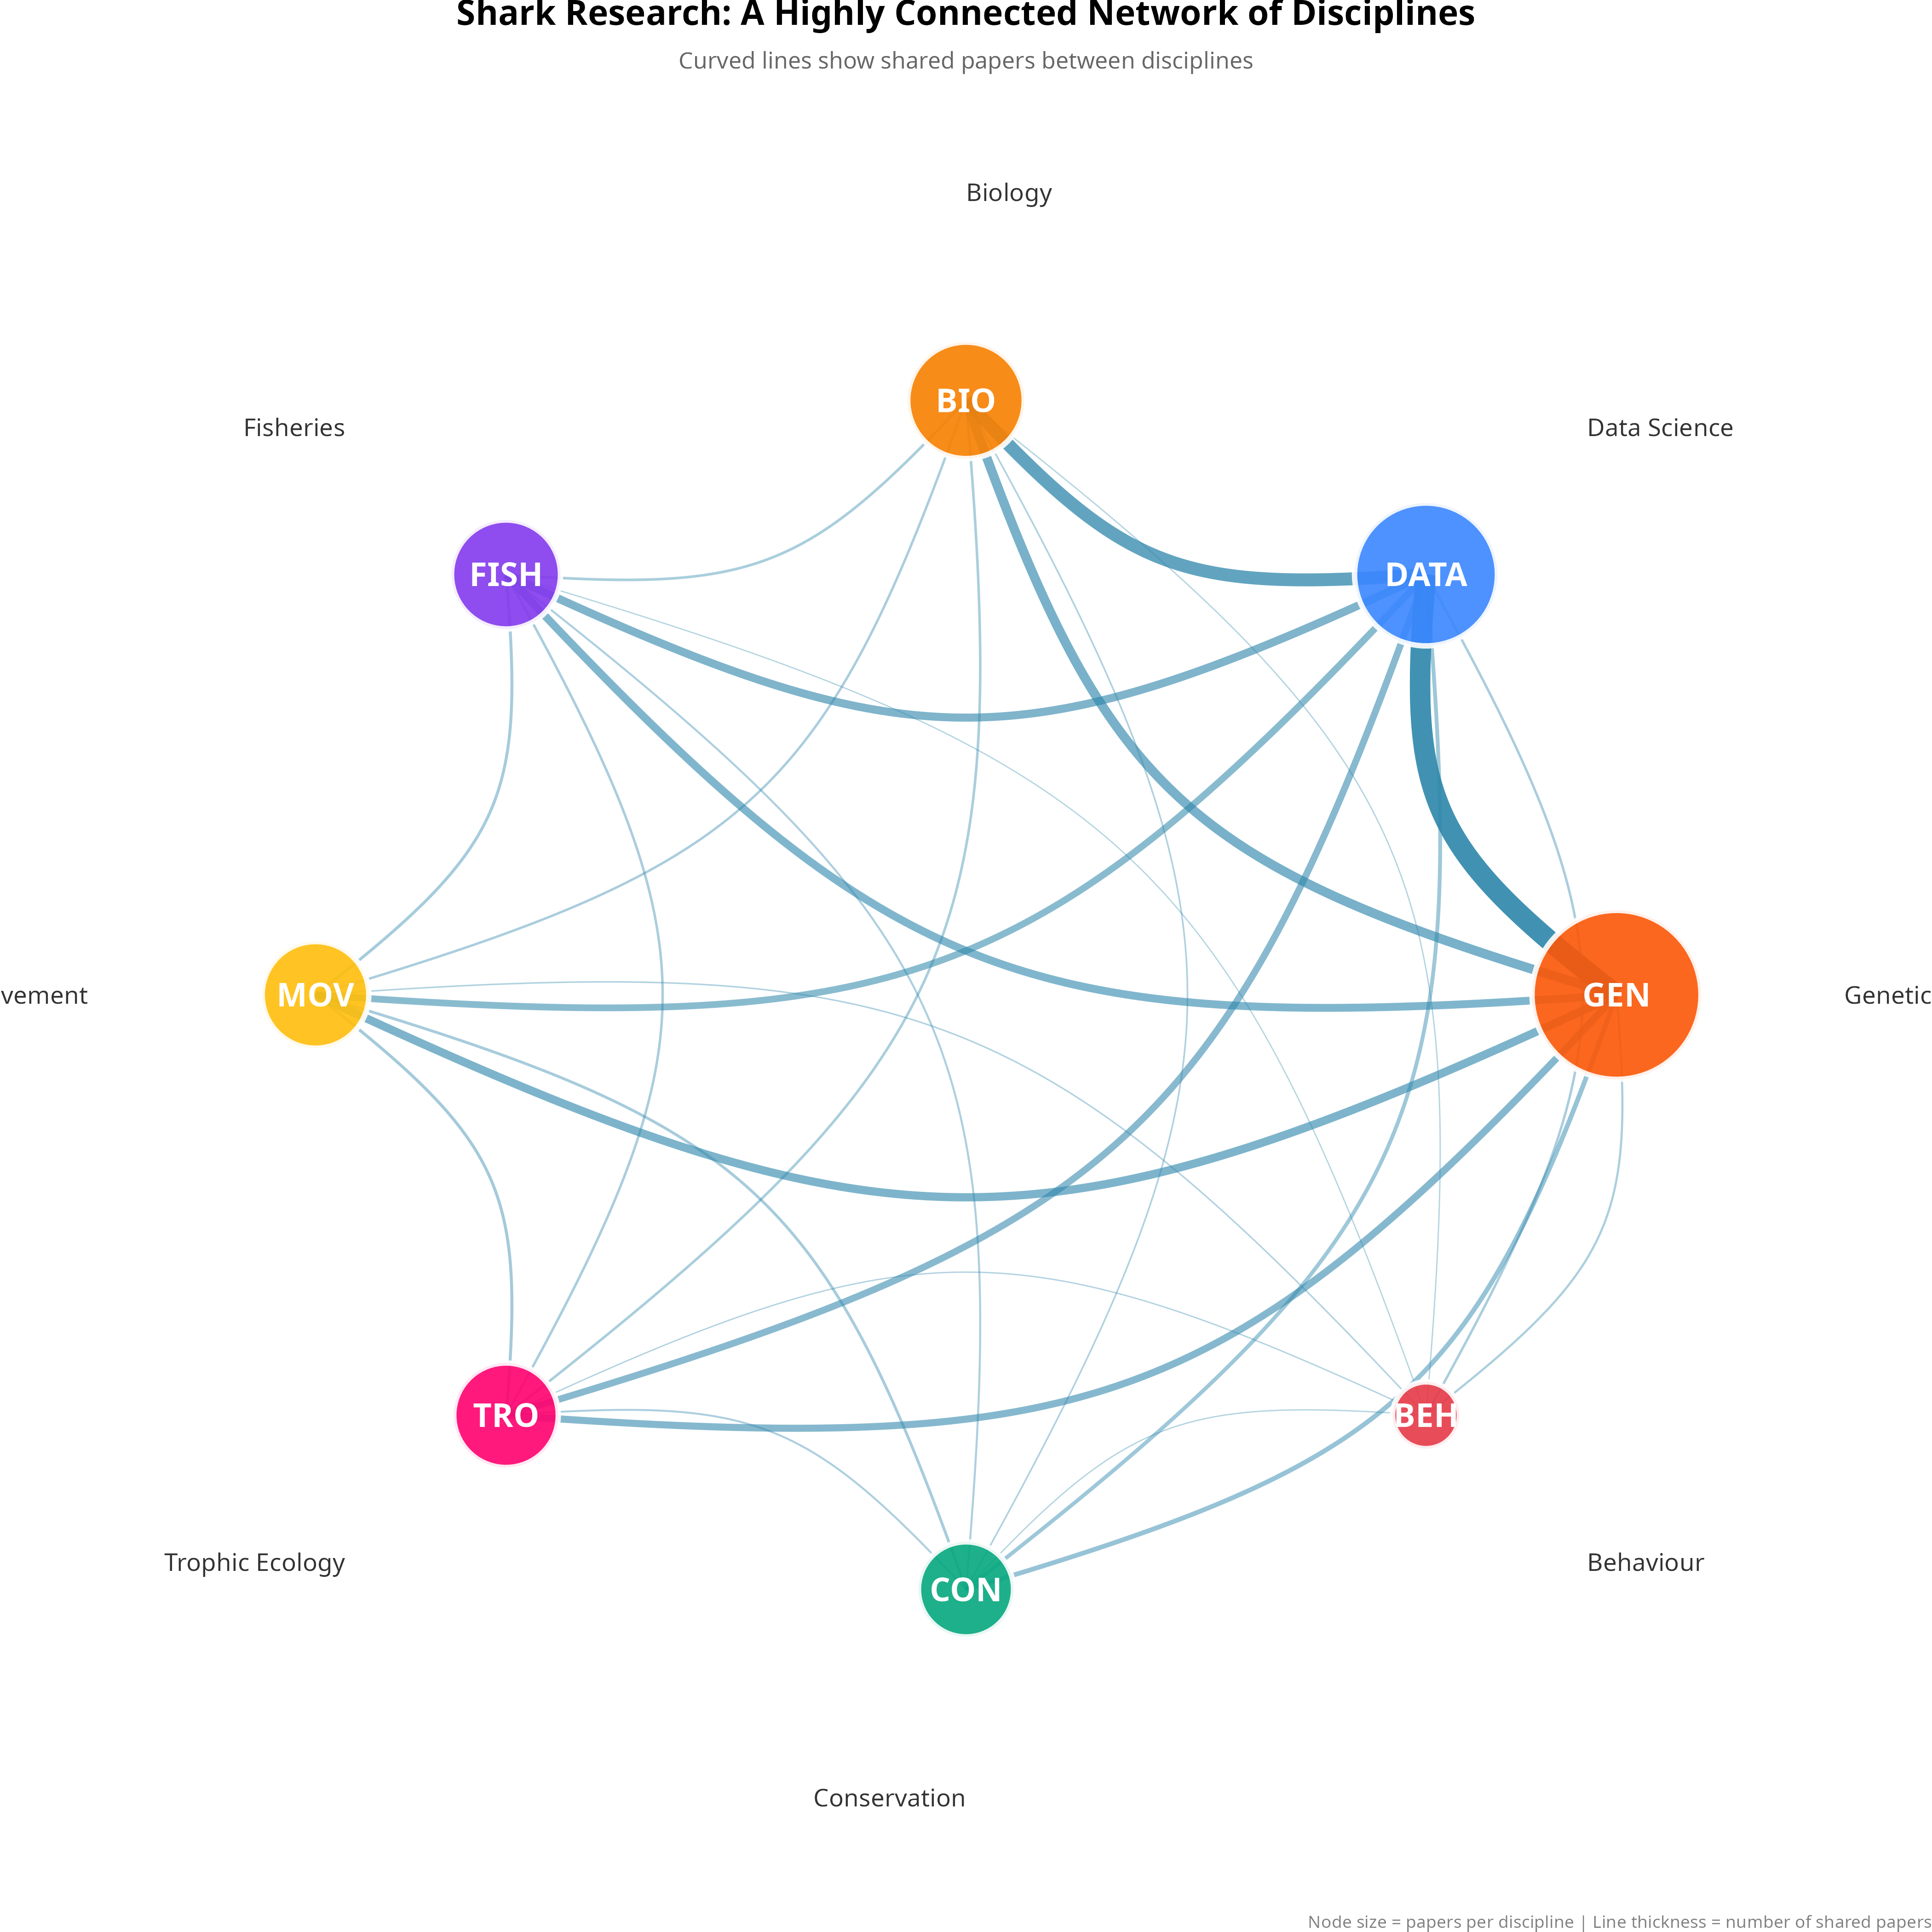 Shark Research: A Highly Connected Network of Disciplines
Curved lines show shared papers between disciplines
Biology
BIO
Fisheries
Data Science
FISH
DATA
vement
MOV
GEN
Genetic
TRO
BEH
Trophic Ecology
Behaviour
CON
Conservation
Node size = papers per discipline | Line thickness = number of shared papers